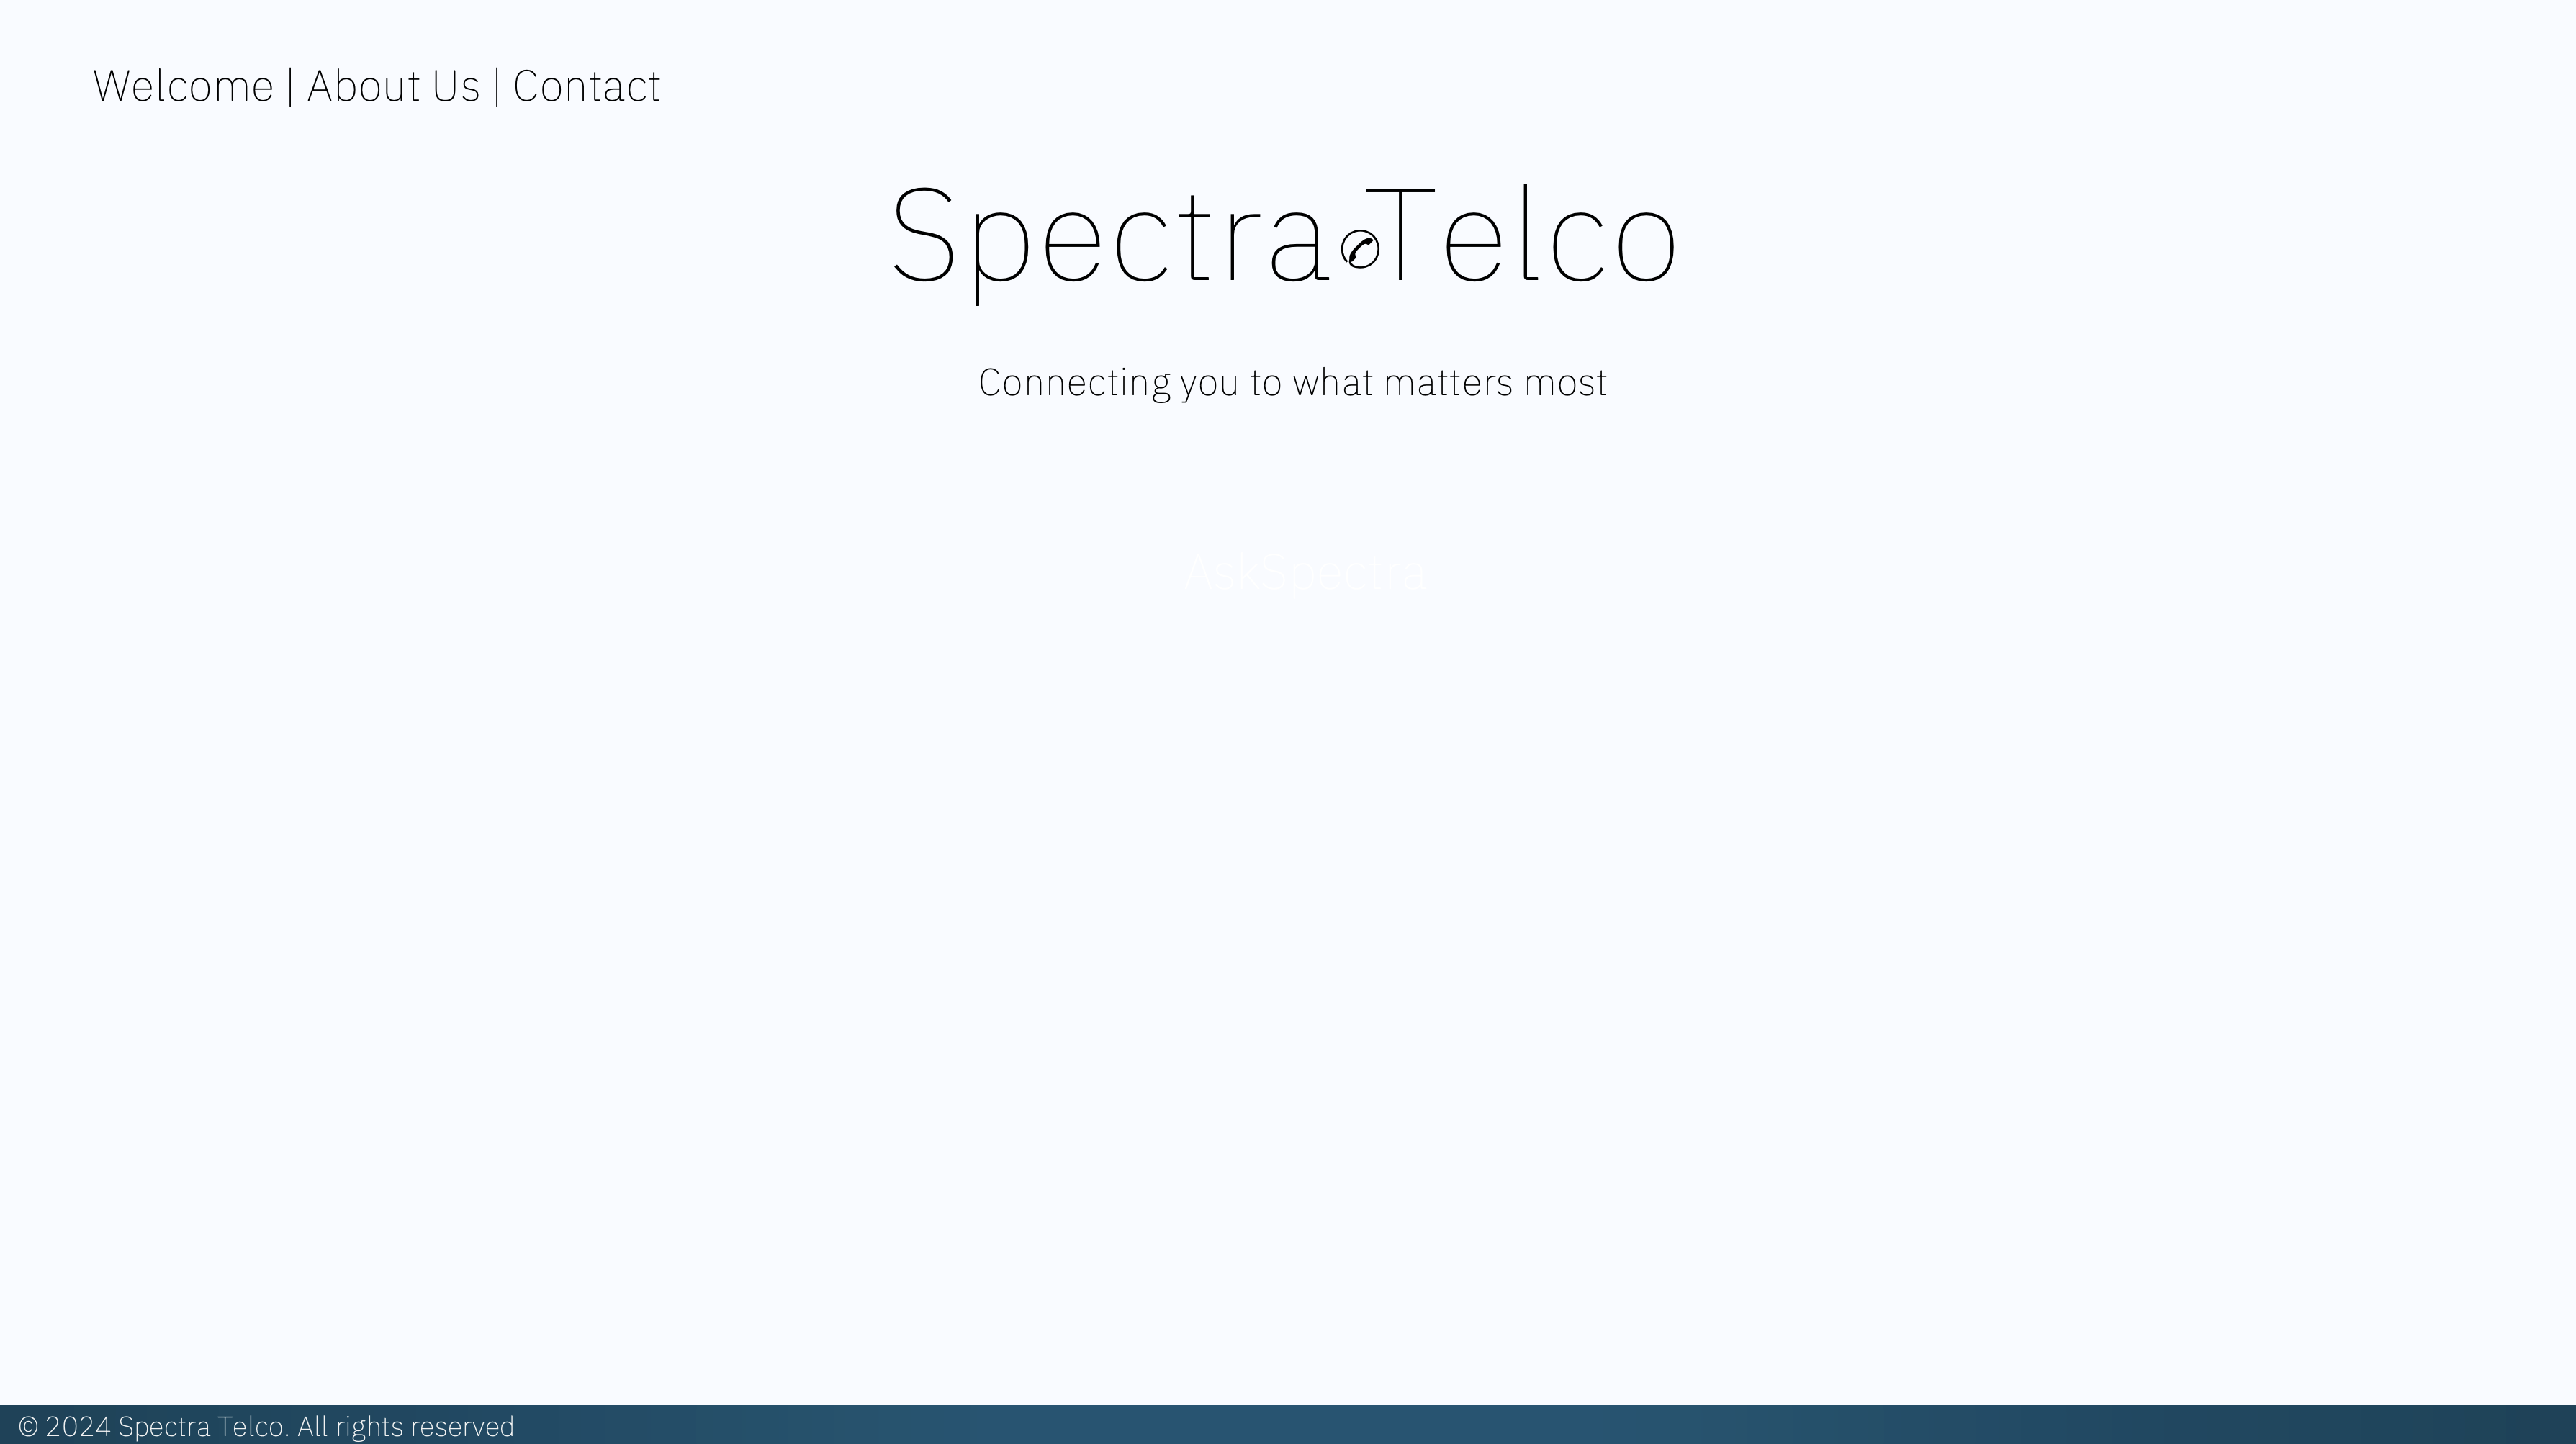 Welcome | About Us | Contact
Spectra✆Telco
Connecting you to what matters most
AskSpectra
© 2024 Spectra Telco. All rights reserved